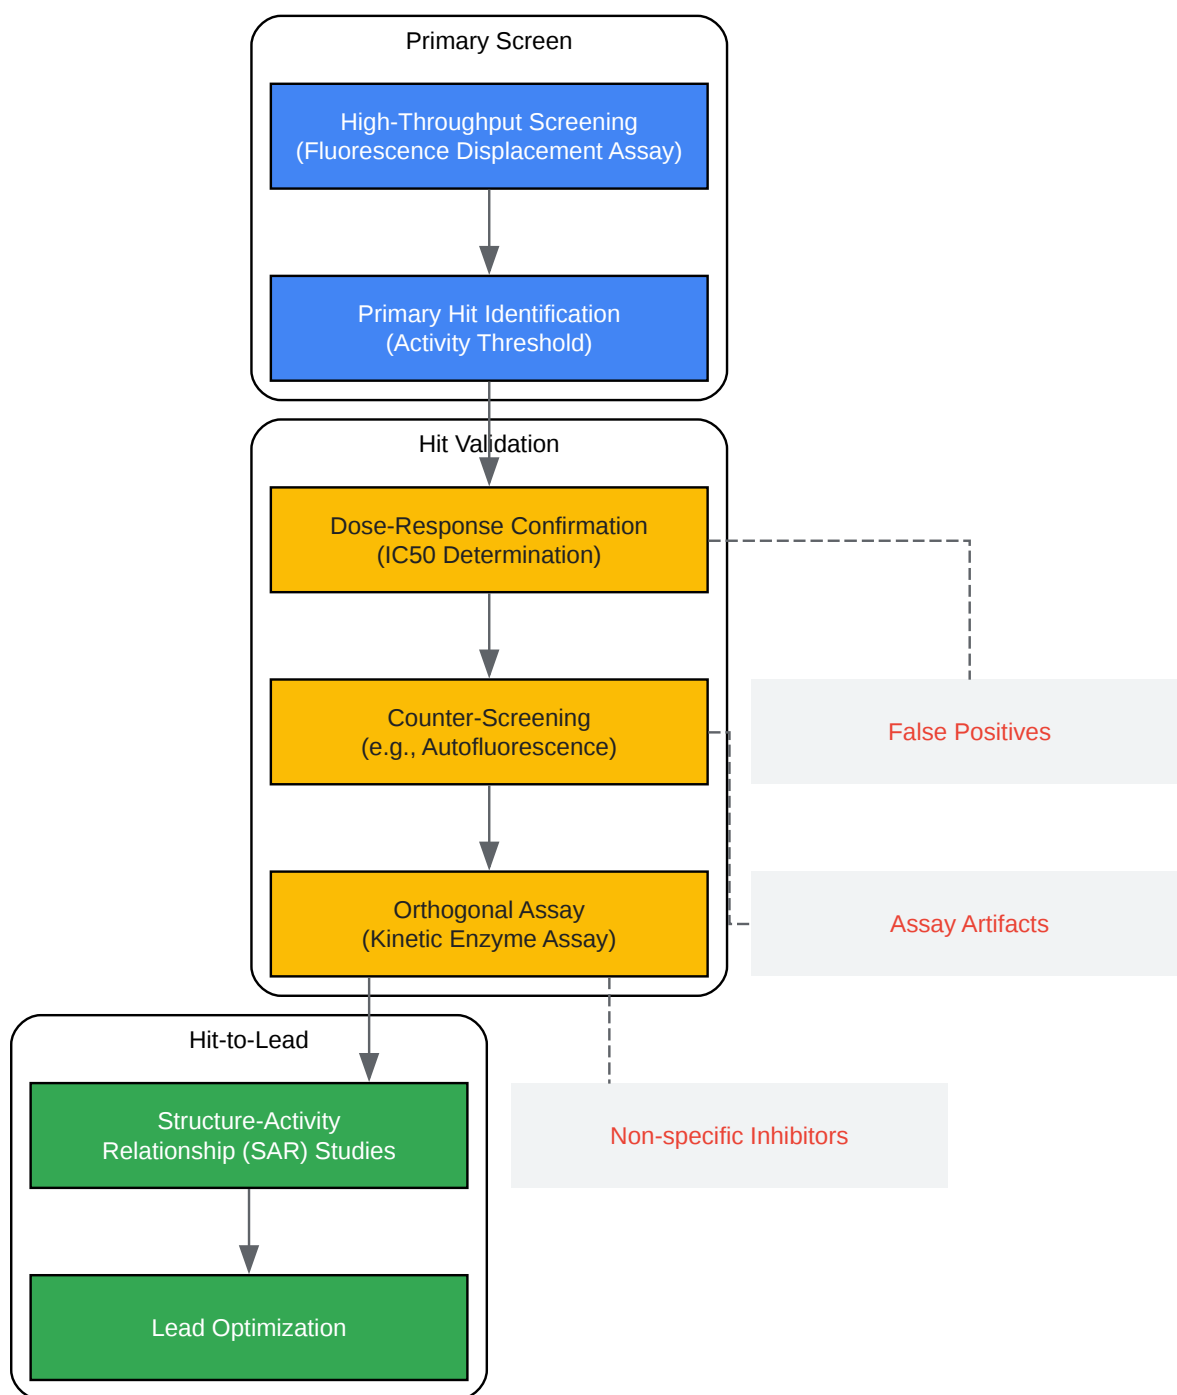 Primary Screen
High-Throughput Screening
(Fluorescence Displacement Assay)
Primary Hit Identification
(Activity Threshold)
Hit Validation
Dose-Response Confirmation
(IC50 Determination)
Counter-Screening
(e.g., Autofluorescence)
False Positives
Orthogonal Assay
(Kinetic Enzyme Assay)
Assay Artifacts
Hit-to-Lead
Structure-Activity
Relationship (SAR) Studies
Non-specific Inhibitors
Lead Optimization